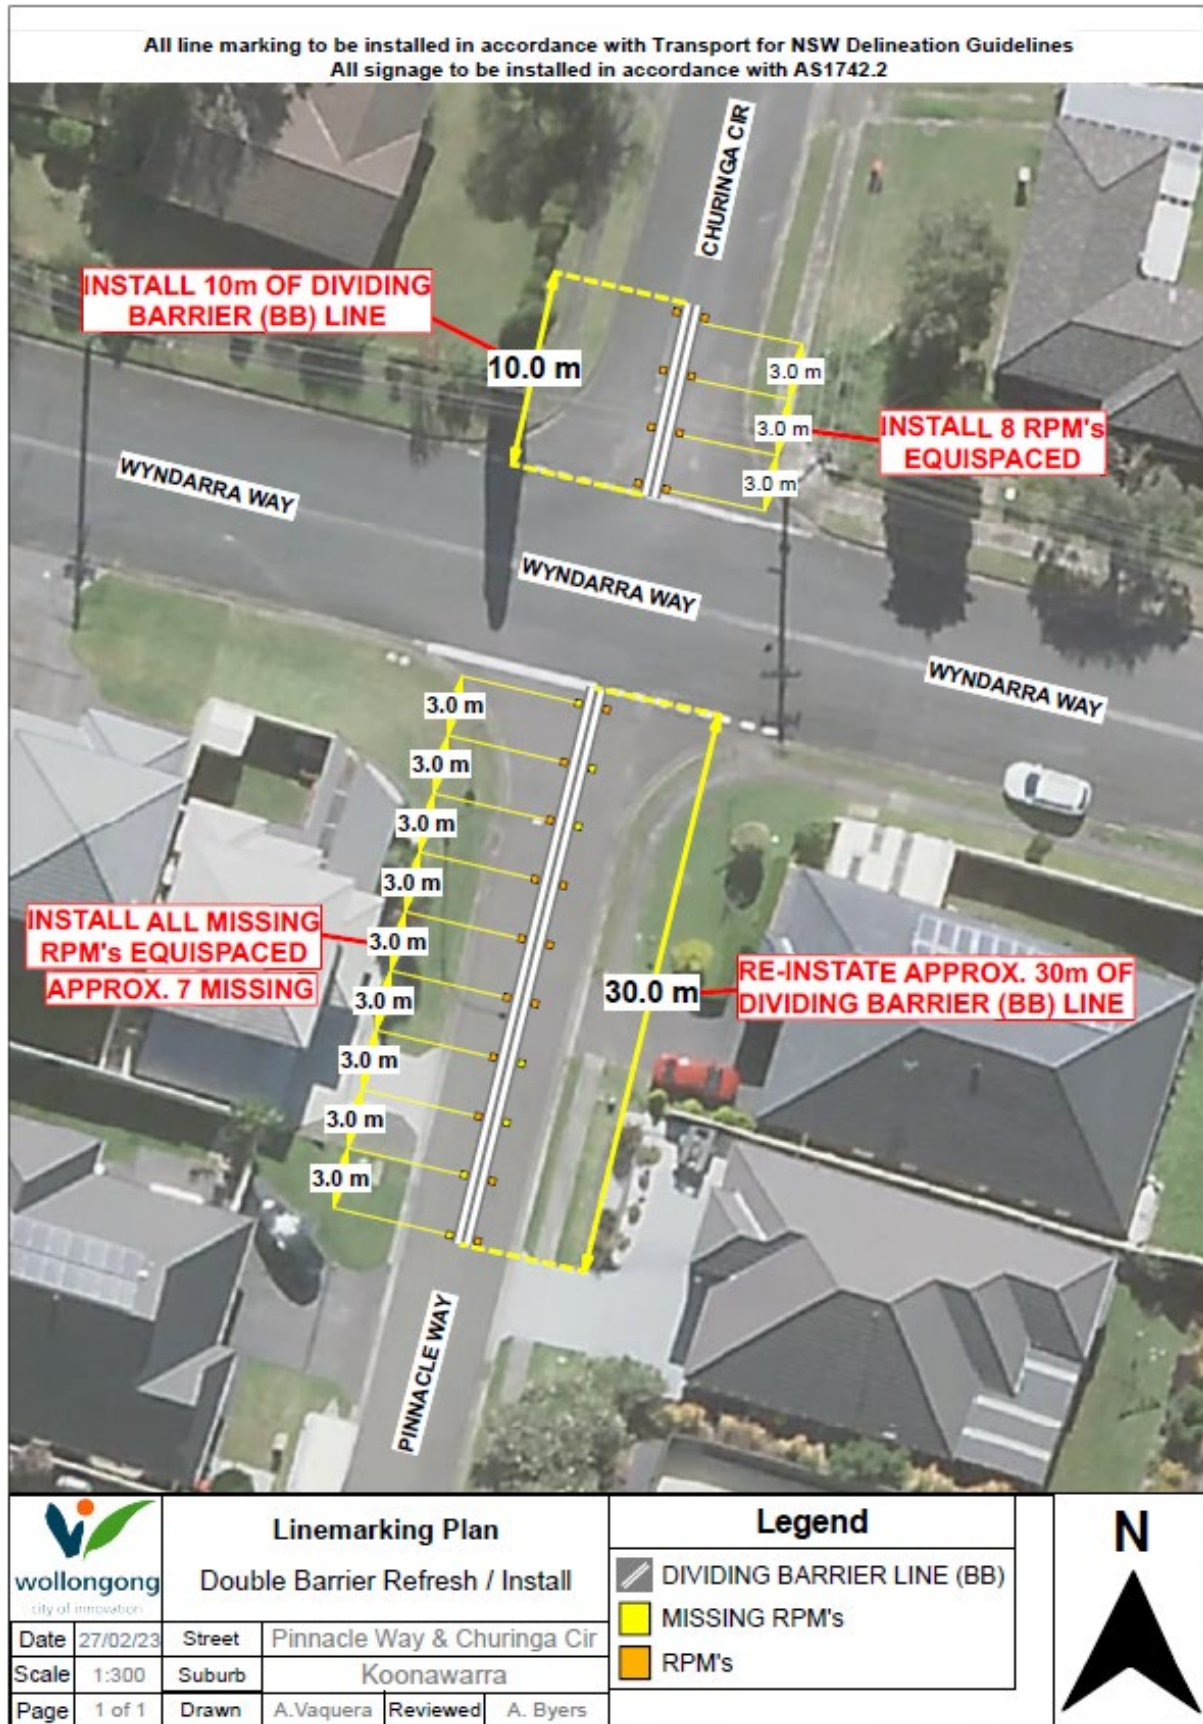 All line marking to be installed in accordance with Transport for NSW Delineation Guidelines
All signage to be installed in accordance with AS1742.2
CHURINGA CIR
INSTALL 10m OF DIVIDING
BARRIER (BB) LINE
10.0 m
3.0 m
3.0 m
3.0 m
INSTALL 8 RPM's
EQUISPACED
WYNDARRA WAY
WYNDARRA WAY
WYNDARRA WAY
3.0 m
3.0 m
3.0 m
3.0 m
3.0 m
3.0 m
3.0 m
3.0 m
3.0 m
INSTALL ALL MISSING
RPM's EQUISPACED
APPROX. 7 MISSING
30.0 m
RE-INSTATE APPROX. 30m OF
DIVIDING BARRIER (BB) LINE
PINNACLE WAY
wollongong
city of innovation
Linemarking Plan
Double Barrier Refresh / Install
Date 27/02/23 Street Pinnacle Way & Churinga Cir
Scale 1:300 Suburb Koonawarra
Page 1 of 1 Drawn A.Vaquera Reviewed A. Byers
Legend
DIVIDING BARRIER LINE (BB)
MISSING RPM's
RPM's
N